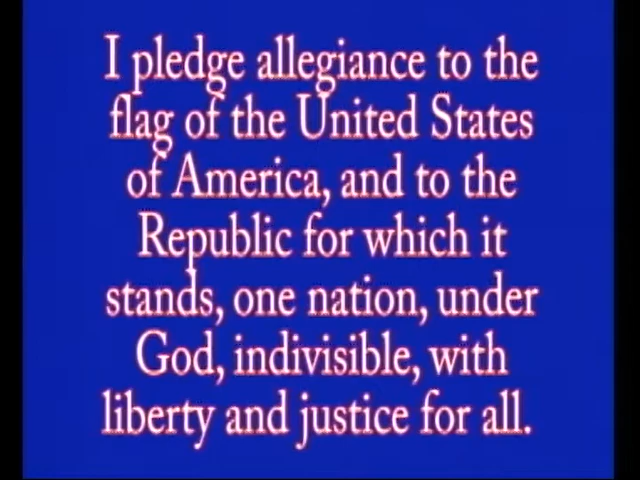 I pledge allegiance to the
flag of the United States
of America, and to the
Republic for which it
stands, one nation, under
God, indivisible, with
liberty and justice for all.